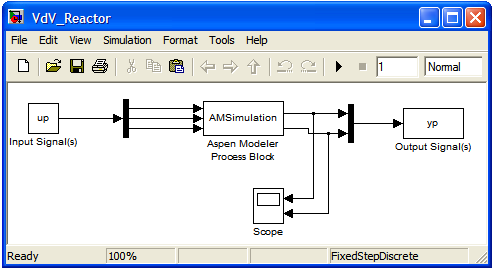 VdV_Reactor
File Edit View Simulation Format Tools Help
1 Normal
up
AMSimulation
yp
Input Signal(s)
Aspen Modeler
Process Block
Output Signal(s)
Scope
Ready 100% FixedStepDiscrete